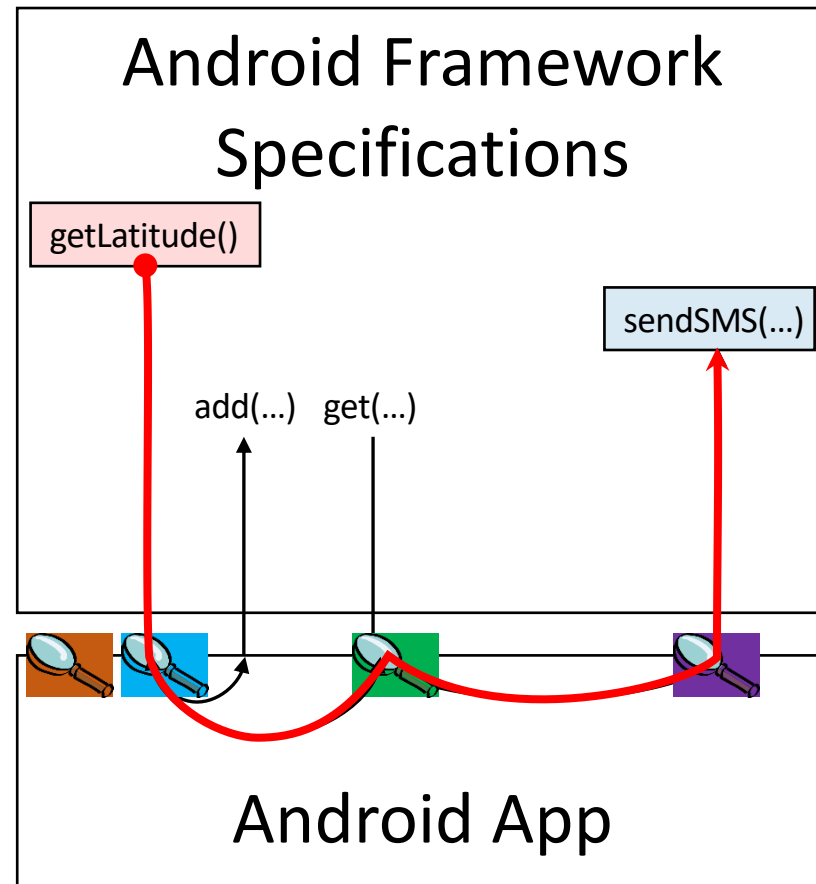 Android Framework
Specifications
getLatitude()
sendSMS(…)
add(…) get(…)
Android App